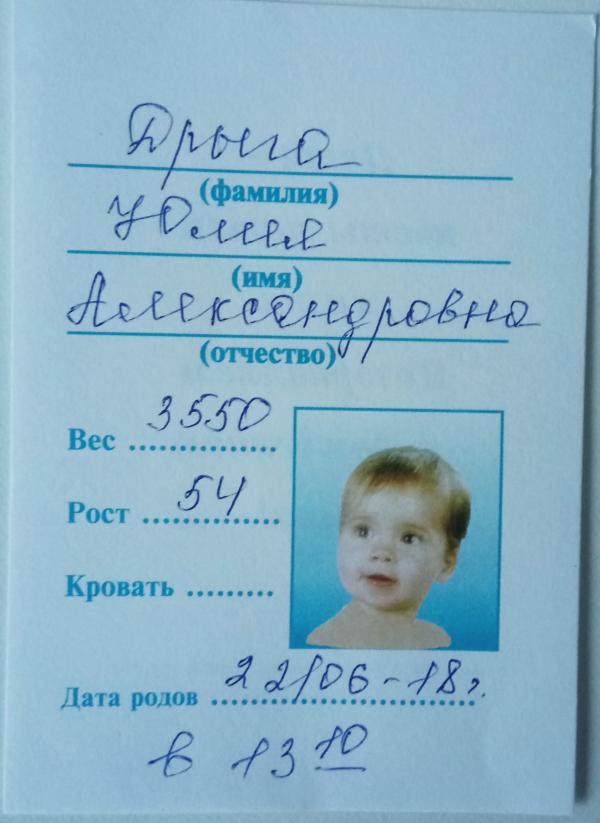 Дрыга
(фамилия)
Юлия
(имя)
Александровна
(отчество)
Вес 3550
Рост 54
Кровать
Дата родов 22/06-18г.
в 13 10